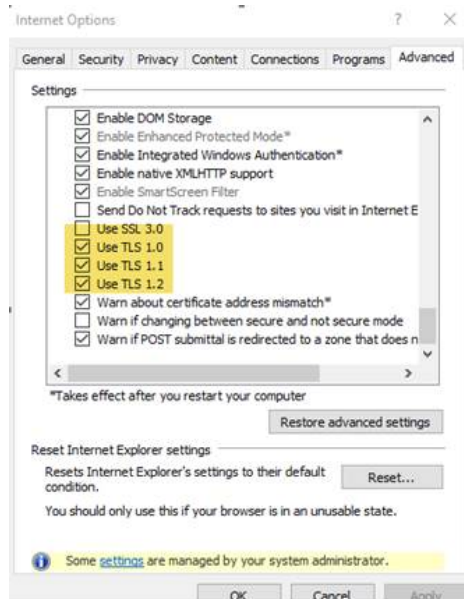 Internet Options ?
General Security Privacy Content Connections Programs Advanced
Settings
Enable DOM Storage
Enable Enhanced Protected Mode*
Enable Integrated Windows Authentication*
Enable native XMLHTTP support
Enable SmartScreen Filter
Send Do Not Track requests to sites you visit in Internet E
Use SSL 3.0
Use TLS 1.0
Use TLS 1.1
Use TLS 1.2
Warn about certificate address mismatch*
Warn if changing between secure and not secure mode
Warn if POST submittal is redirected to a zone that does n
*Takes effect after you restart your computer
Restore advanced settings
Reset Internet Explorer settings
Resets Internet Explorer's settings to their default
condition.
Reset...
You should only use this if your browser is in an unusable state.
Some settings are managed by your system administrator.
OK Cancel Apply